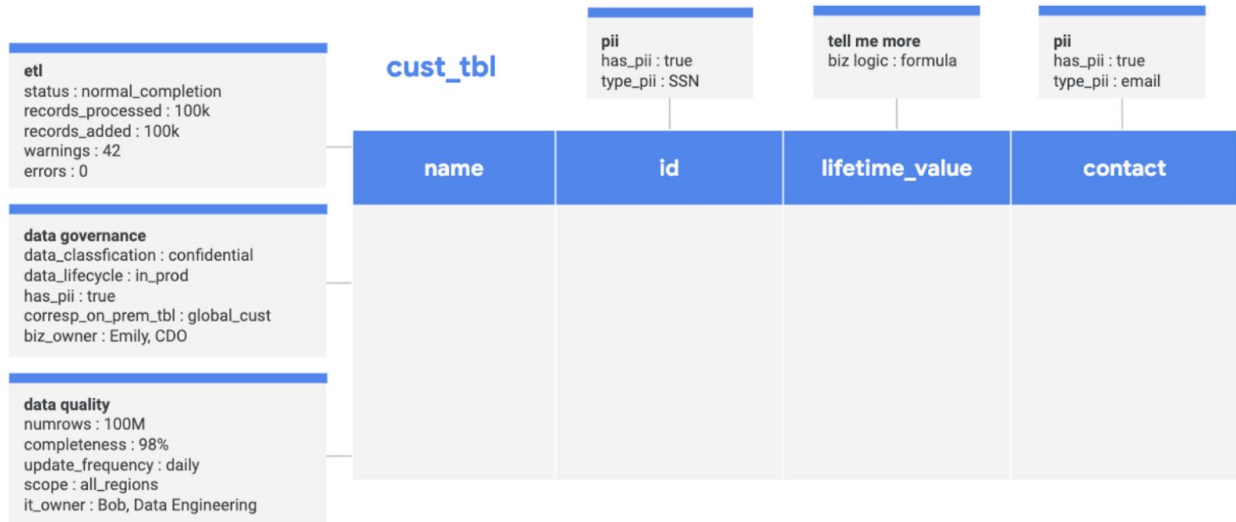 etl
status : normal_completion
records_processed : 100k
records_added : 100k
warnings : 42
errors : 0
data governance
data_classfication : confidential
data_lifecycle : in_prod
has_pii : true
corresp_on_prem_tbl : global_cust
biz_owner : Emily, CDO
data quality
numrows : 100M
completeness : 98%
update_frequency : daily
scope : all_regions
it_owner : Bob, Data Engineering
cust_tbl
pii
has_pii : true
type_pii : SSN
tell me more
biz logic : formula
pii
has_pii : true
type_pii : email
name
id
lifetime_value
contact